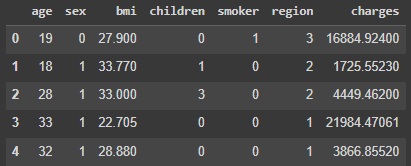 age sex bmi children smoker region charges
0 19 0 27.900 0 1 3 16884.92400
1 18 1 33.770 1 0 2 1725.55230
2 28 1 33.000 3 0 2 4449.46200
3 33 1 22.705 0 0 1 21984.47061
4 32 1 28.880 0 0 1 3866.85520